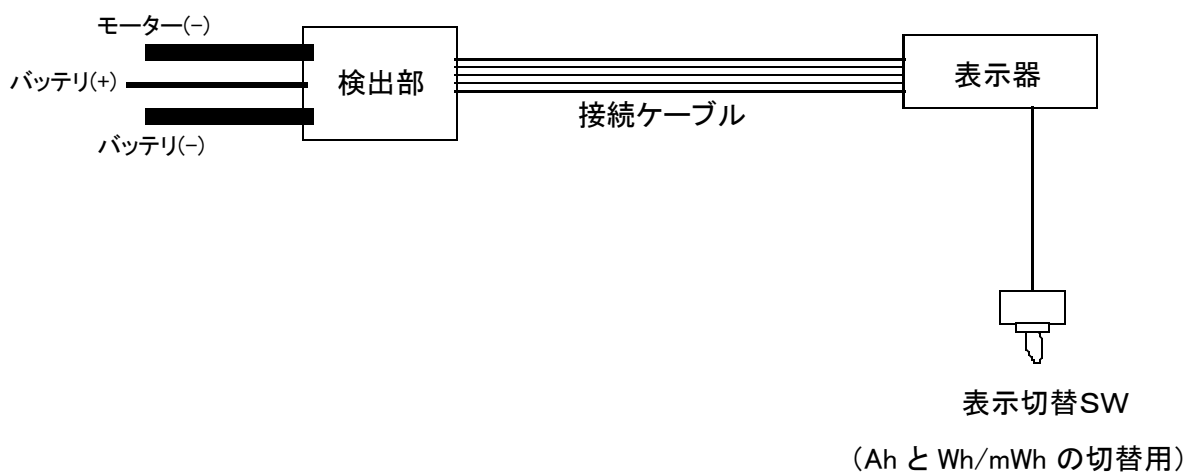 モーター(-)
バッテリ(+)
バッテリ(-)
検出部
接続ケーブル
表示器
表示切替SW
(Ah と Wh/mWh の切替用)